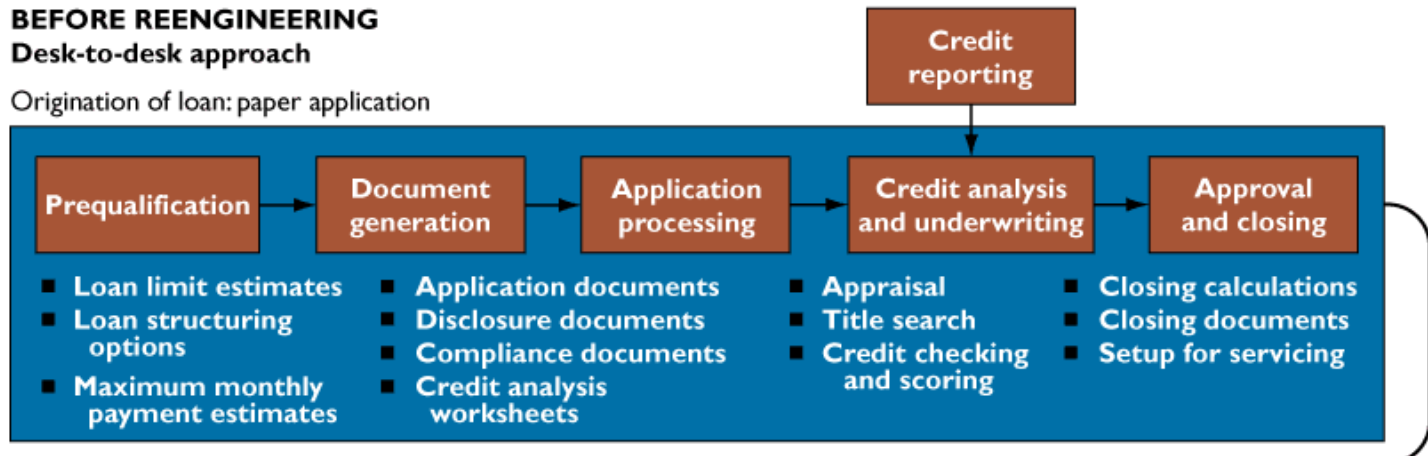 BEFORE REENGINEERING
Desk-to-desk approach
Origination of loan: paper application
Credit
reporting
Prequalification
Document
generation
Application
processing
Credit analysis
and underwriting
Approval
and closing
■ Loan limit estimates
■ Loan structuring
options
■ Maximum monthly
payment estimates
■ Application documents
■ Disclosure documents
■ Compliance documents
■ Credit analysis
worksheets
■ Appraisal
■ Title search
■ Credit checking
and scoring
■ Closing calculations
■ Closing documents
■ Setup for servicing